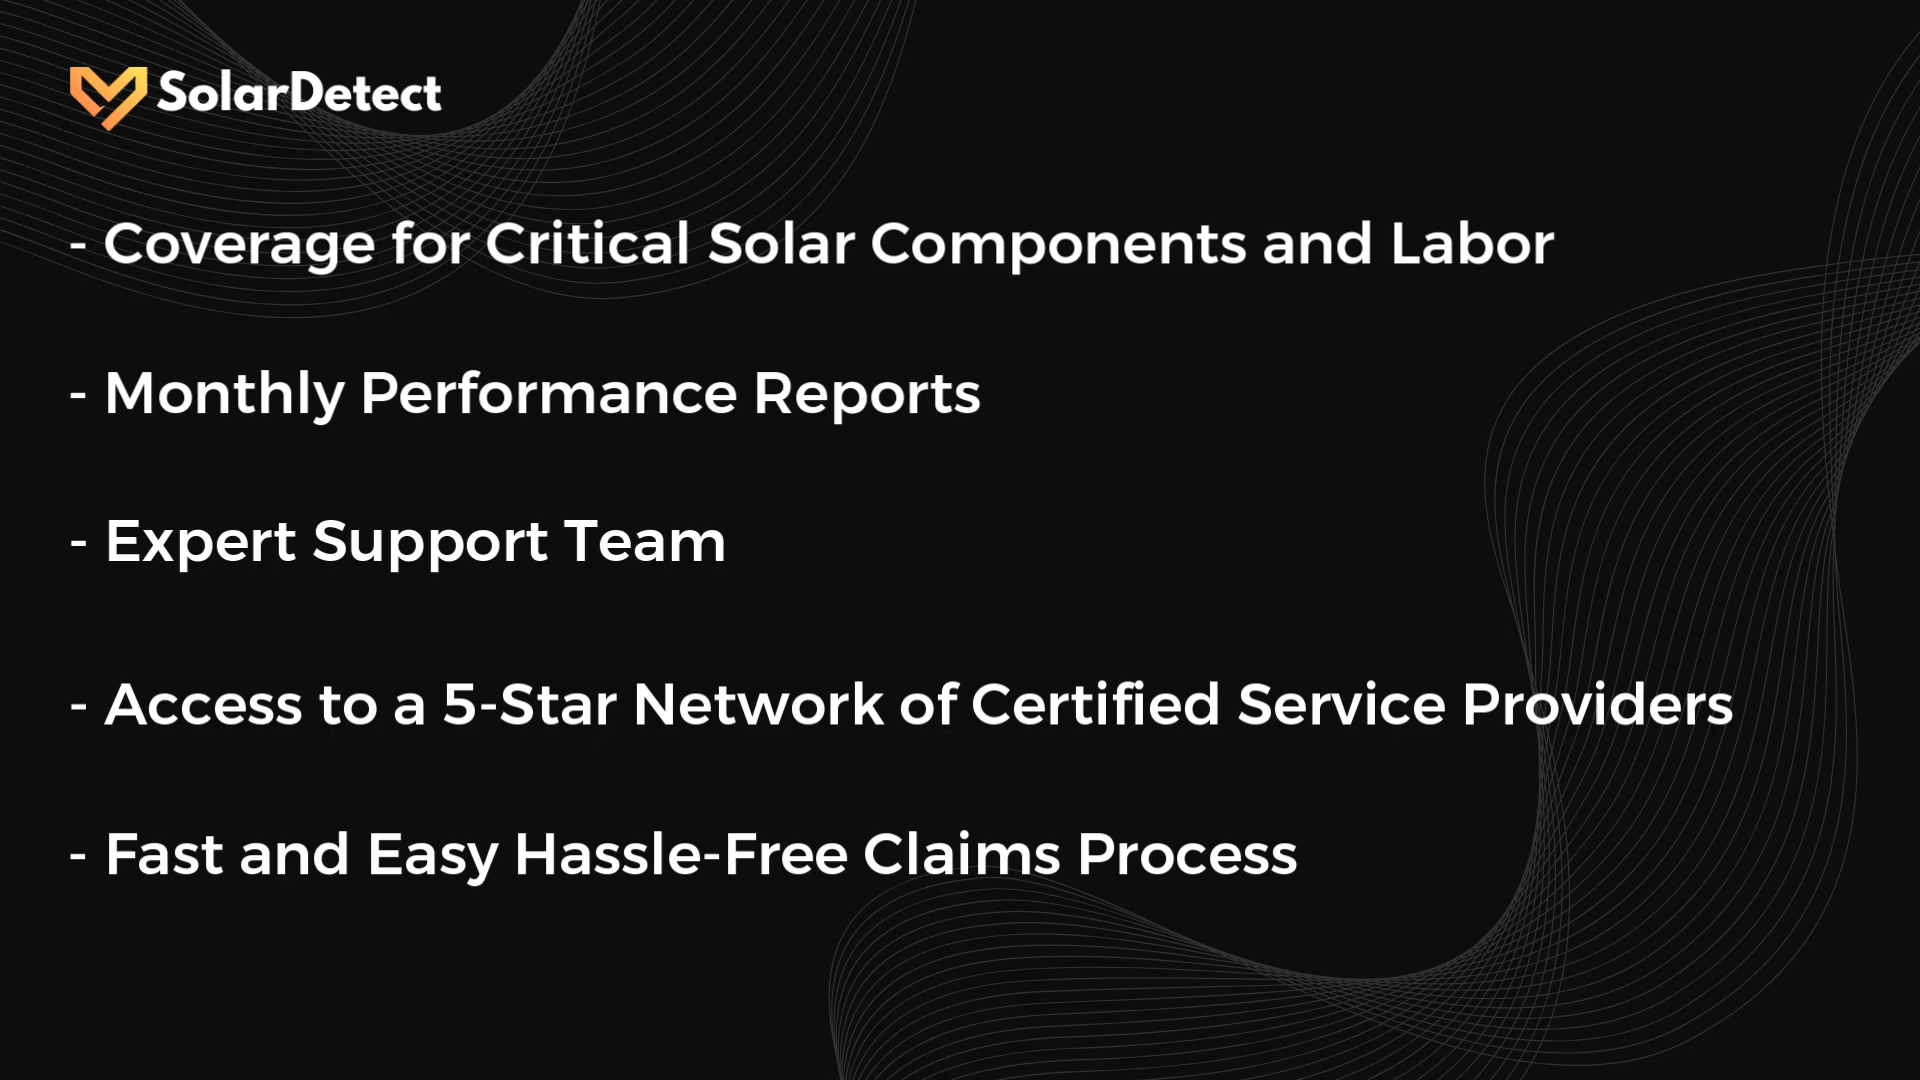 SolarDetect
- Coverage for Critical Solar Components and Labor
- Monthly Performance Reports
- Expert Support Team
- Access to a 5-Star Network of Certified Service Providers
- Fast and Easy Hassle-Free Claims Process